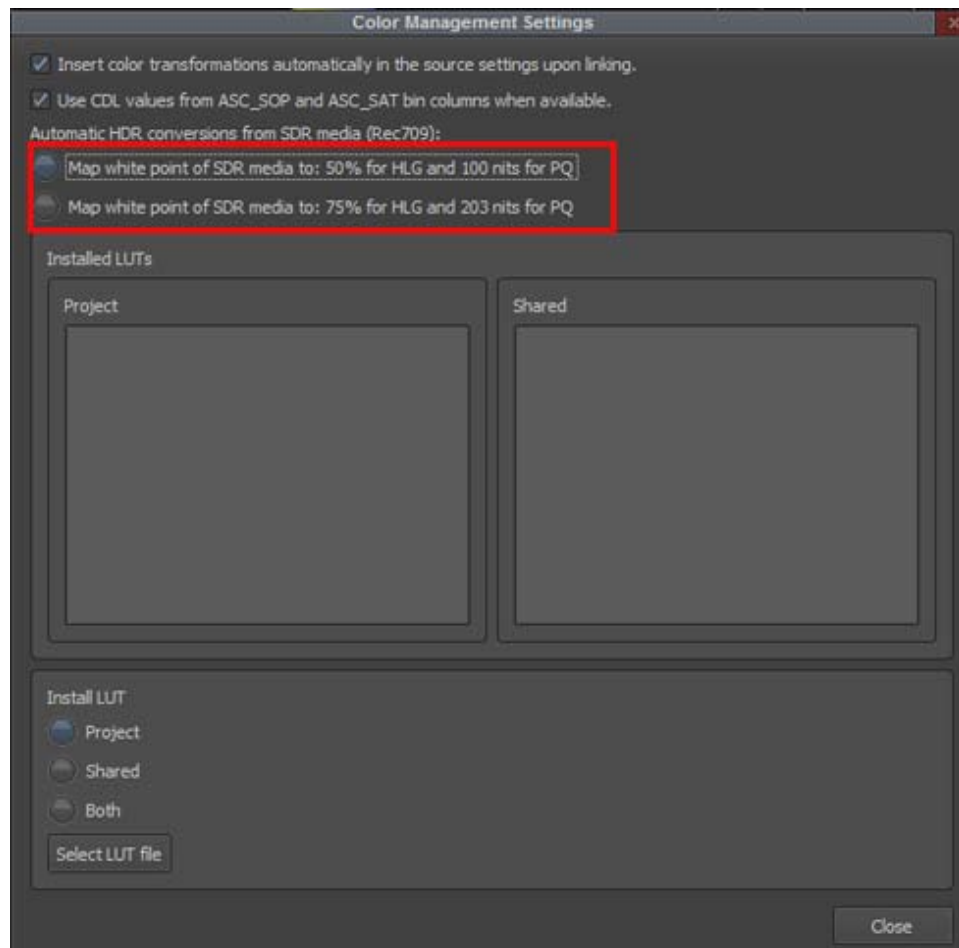 Color Management Settings
Insert color transformations automatically in the source settings upon linking.
Use CDL values from ASC_SOP and ASC_SAT bin columns when available.
Automatic HDR conversions from SDR media (Rec709):
Map white point of SDR media to: 50% for HLG and 100 nits for PQ
Map white point of SDR media to: 75% for HLG and 203 nits for PQ
Installed LUTs
Project
Shared
Install LUT
Project
Shared
Both
Select LUT file
Close